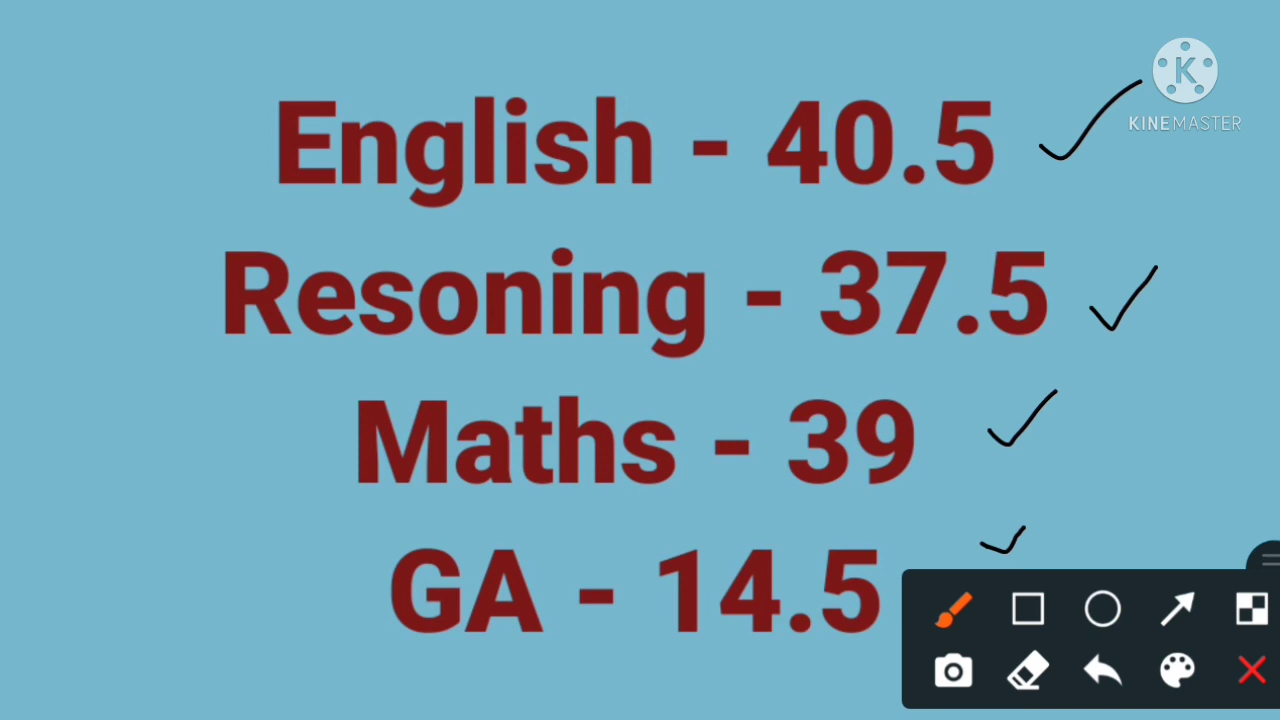 KINEMASTER
English - 40.5
Resoning - 37.5
Maths - 39
GA - 14.5